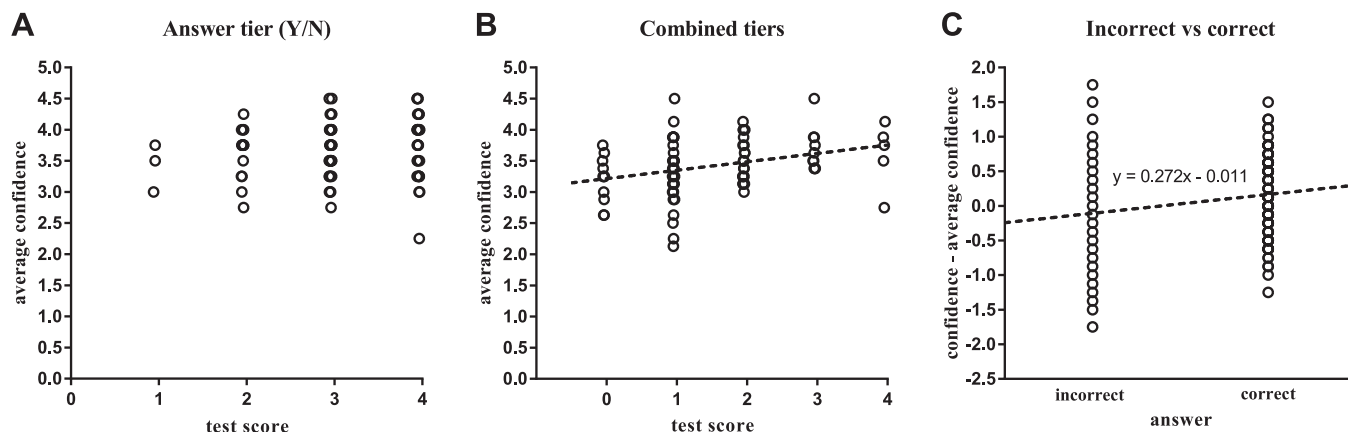 A Answer tier (Y/N)
5.0
4.5
4.0
3.5
3.0
2.5
2.0
1.5
1.0
0.5
0.0
average confidence
0 1 2 3 4
test score
B Combined tiers
5.0
4.5
4.0
3.5
3.0
2.5
2.0
1.5
1.0
0.5
0.0
average confidence
0 1 2 3 4
test score
C Incorrect vs correct
2.0
1.5
1.0
0.5
0.0
-0.5
-1.0
-1.5
-2.0
-2.5
confidence - average confidence
y = 0.272x - 0.011
incorrect correct
answer